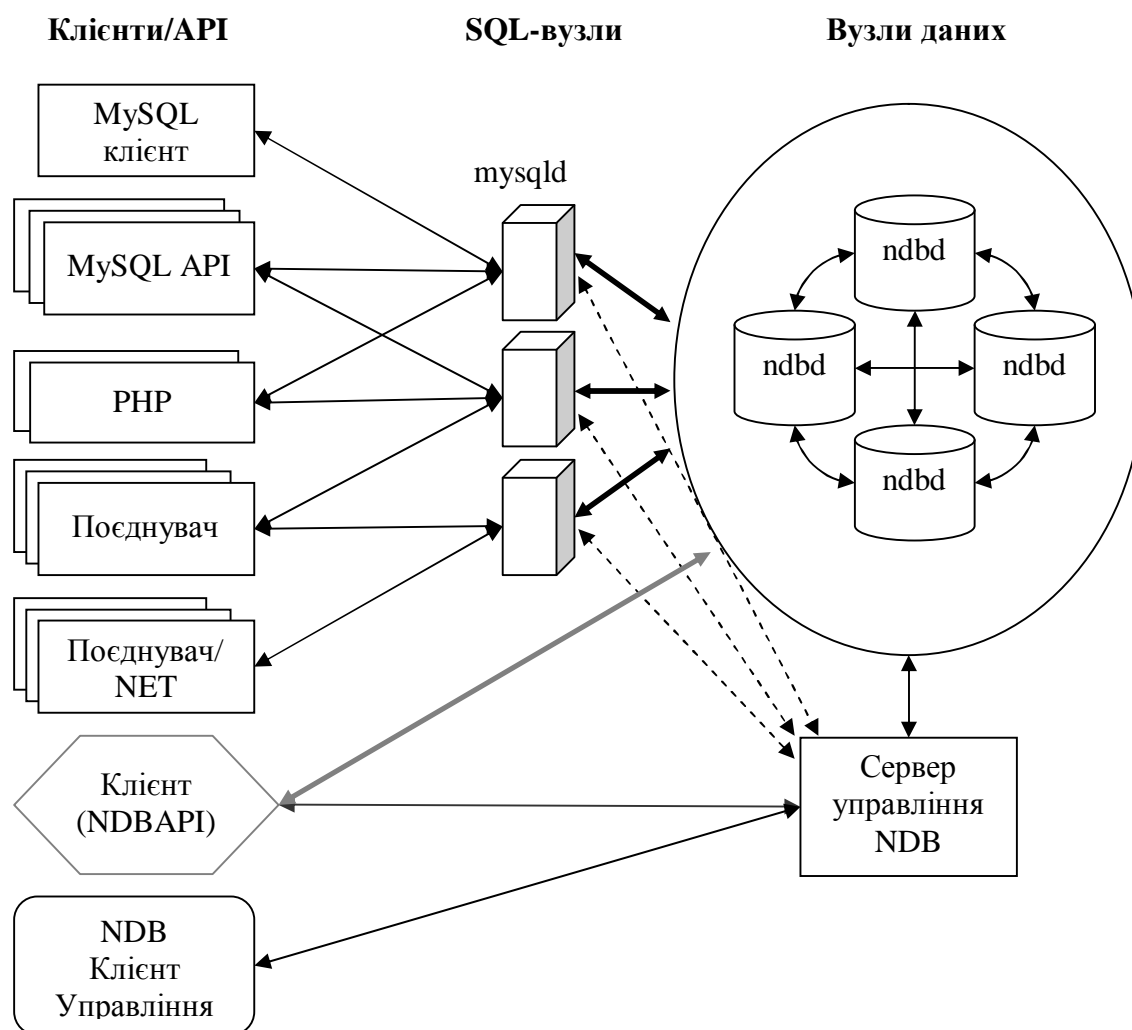 Клієнти/API
SQL-вузли
Вузли даних
MySQL
клієнт
mysqld
MySQL API
PHP
Поєднувач
Поєднувач/
NET
Клієнт
(NDBAPI)
NDB
Клієнт
Управління
ndbd
ndbd
ndbd
ndbd
Сервер
управління
NDB